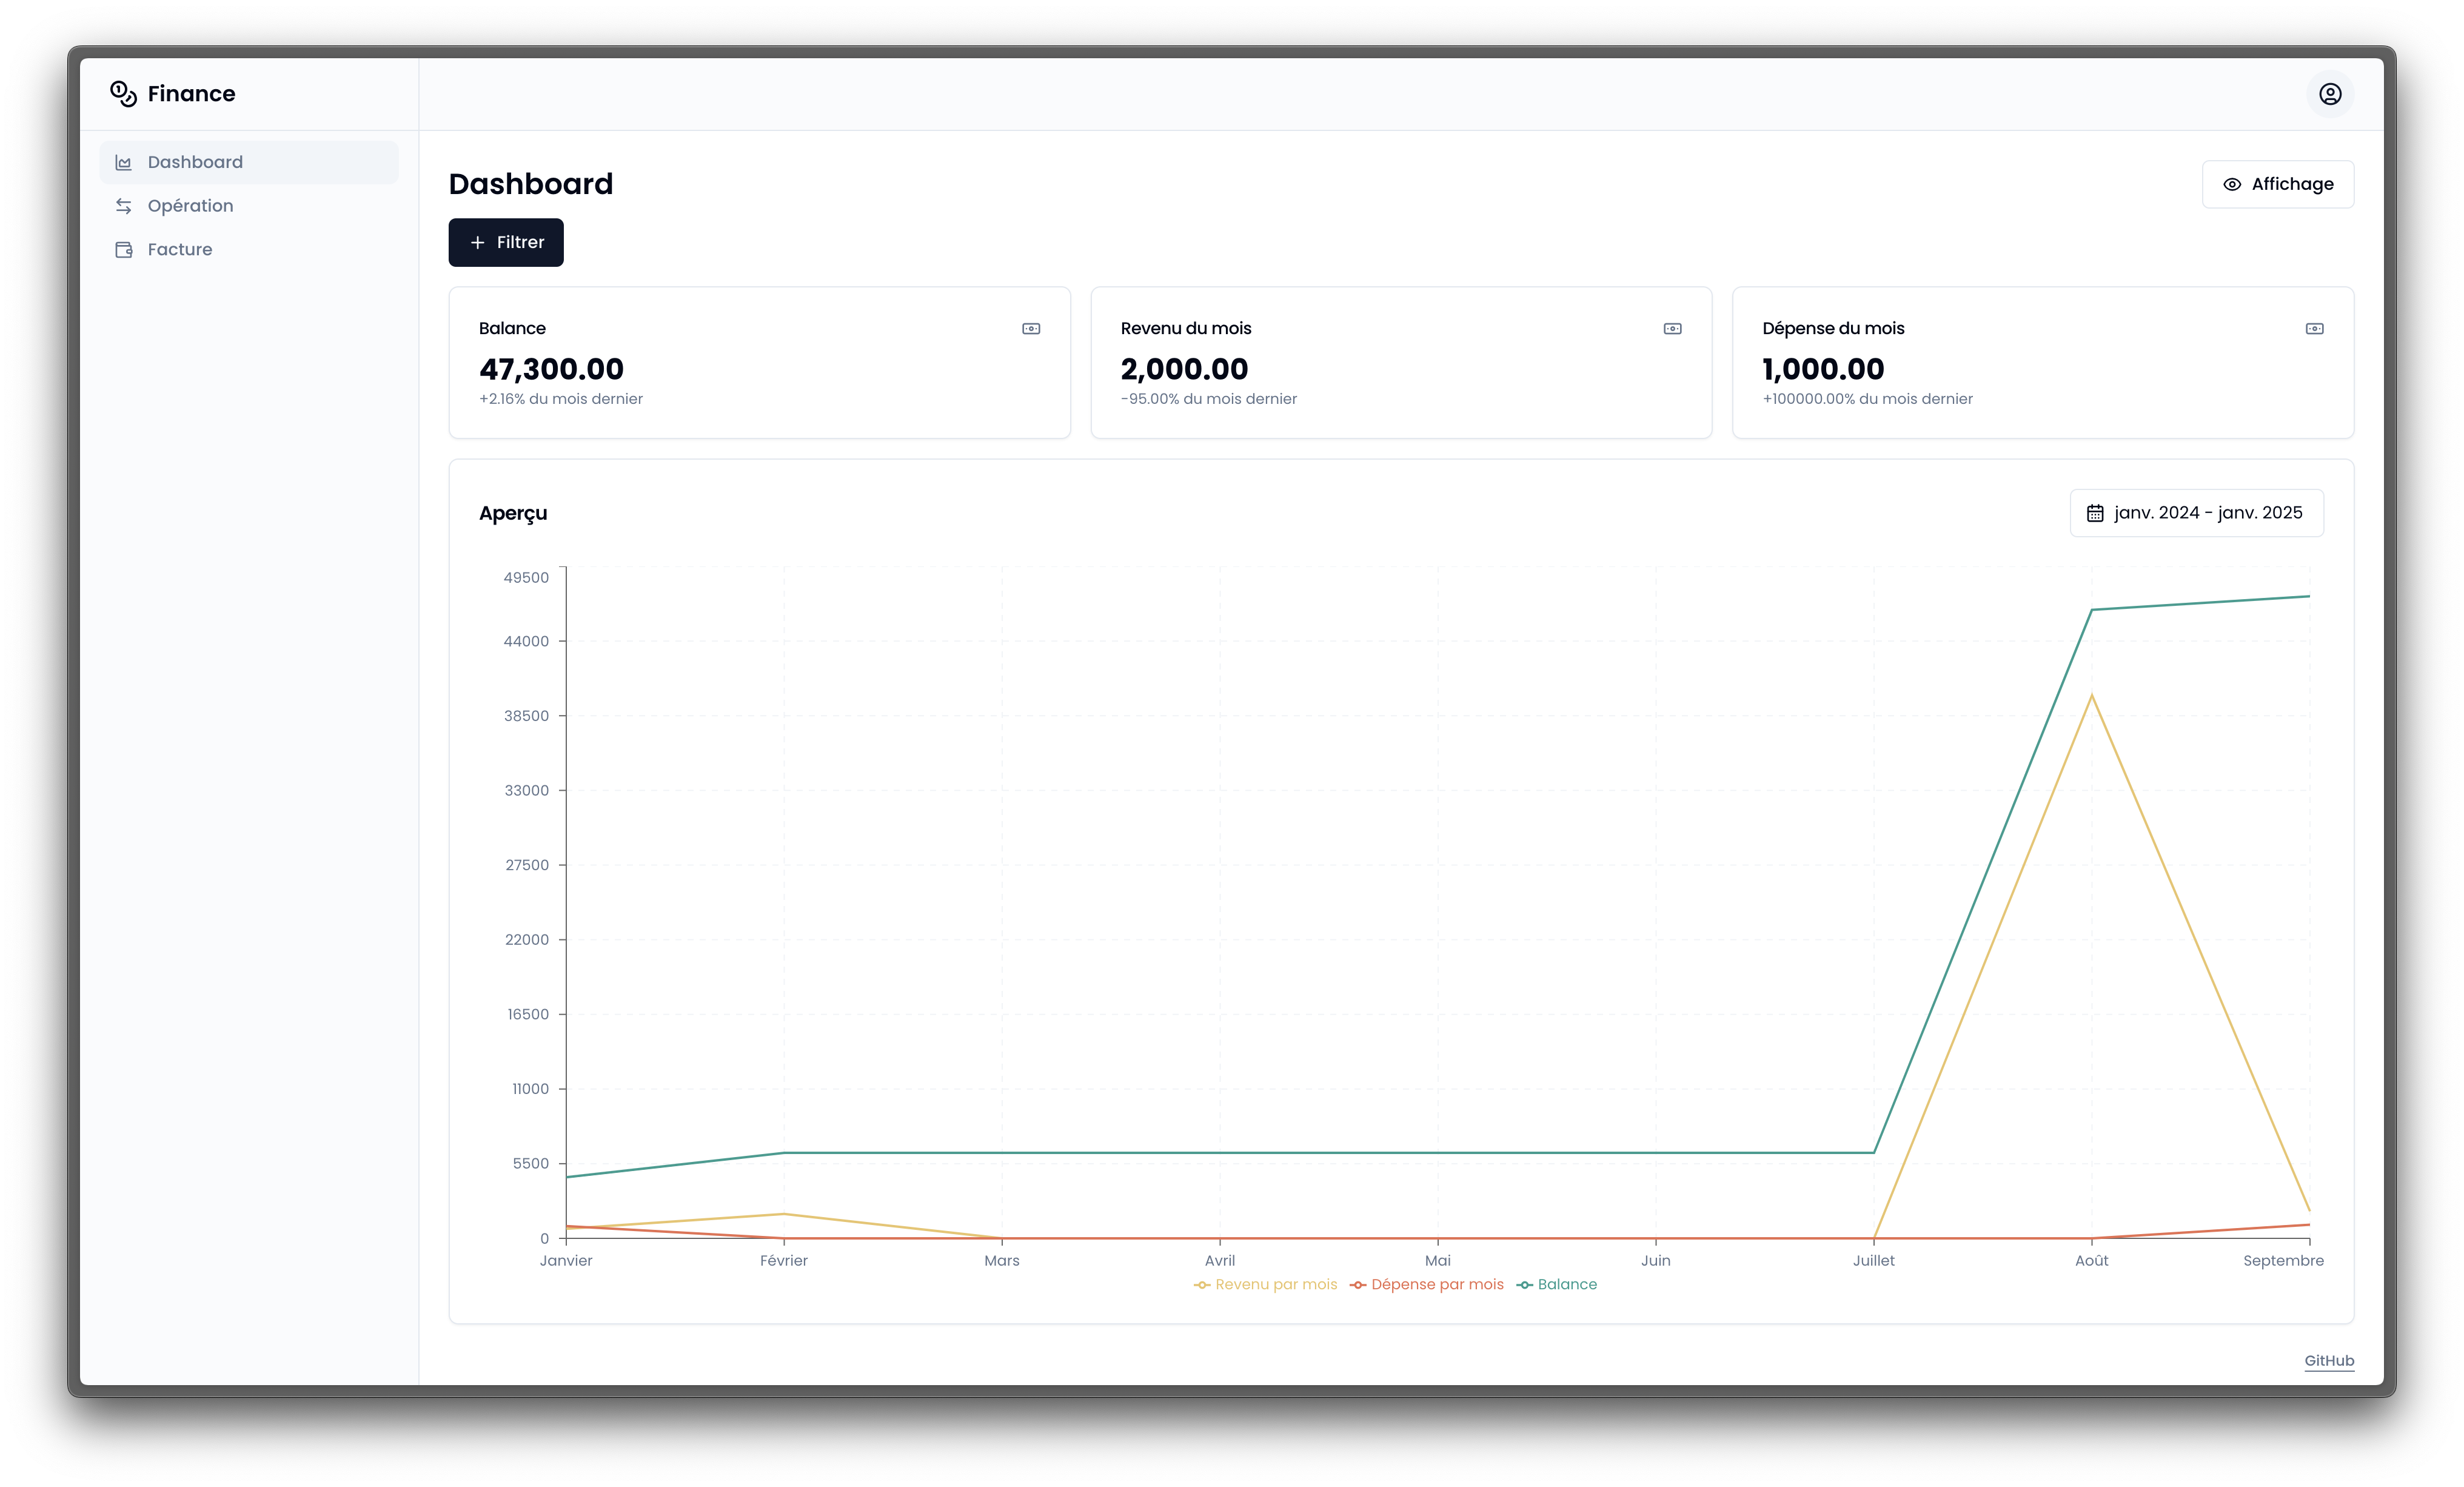 Finance
Dashboard
Opération
Facture
Dashboard
Affichage
Filtrer
Balance
47,300.00
+2.16% du mois dernier
Revenu du mois
2,000.00
-95.00% du mois dernier
Dépense du mois
1,000.00
+100000.00% du mois dernier
Aperçu
janv. 2024 - janv. 2025
49500
44000
38500
33000
27500
22000
16500
11000
5500
0
Janvier Février Mars Avril Mai Juin Juillet Août Septembre
Revenu par mois Dépense par mois Balance
GitHub